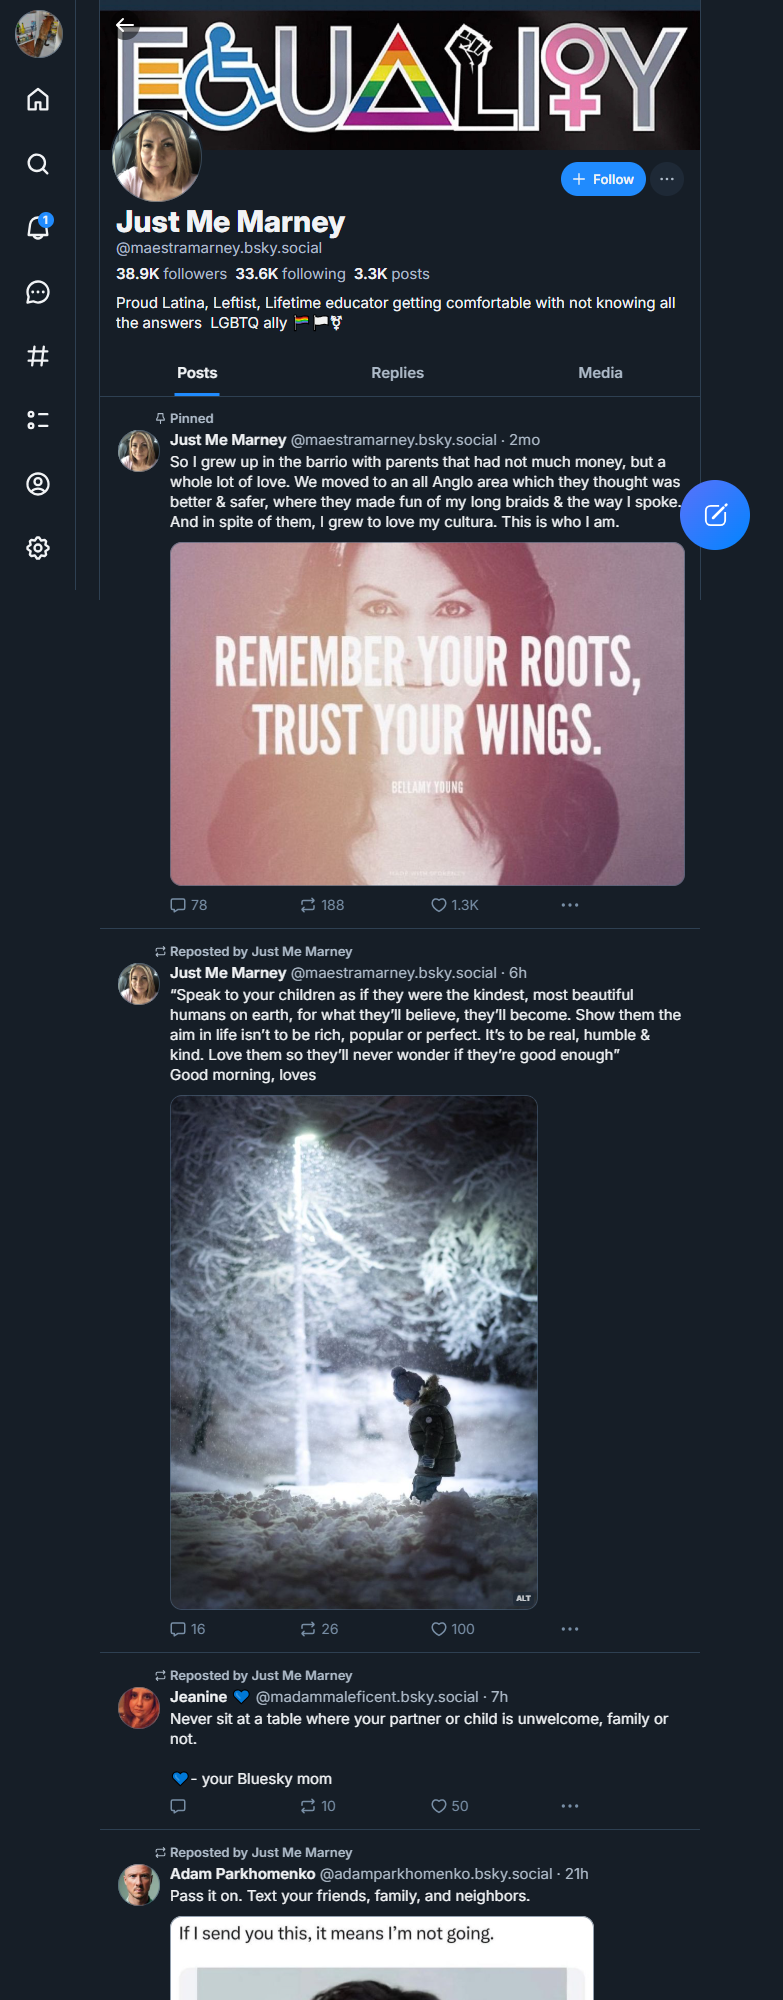 EQUALITY
Follow
Just Me Marney
@maestramarney.bsky.social
38.9K followers 33.6K following 3.3K posts
Proud Latina, Leftist, Lifetime educator getting comfortable with not knowing all
the answers LGBTQ ally 🏳️‍🌈🏳️⚧
Posts Replies Media
1
Pinned
Just Me Marney @maestramarney.bsky.social · 2mo
So I grew up in the barrio with parents that had not much money, but a
whole lot of love. We moved to an all Anglo area which they thought was
better & safer, where they made fun of my long braids & the way I spoke.
And in spite of them, I grew to love my cultura. This is who I am.
REMEMBER YOUR ROOTS,
TRUST YOUR WINGS.
BELLAMY YOUNG
78 188 1.3K
Reposted by Just Me Marney
Just Me Marney @maestramarney.bsky.social · 6h
“Speak to your children as if they were the kindest, most beautiful
humans on earth, for what they’ll believe, they’ll become. Show them the
aim in life isn’t to be rich, popular or perfect. It’s to be real, humble &
kind. Love them so they’ll never wonder if they’re good enough”
Good morning, loves
ALT
16 26 100
Reposted by Just Me Marney
Jeanine 💙 @madammaleficent.bsky.social · 7h
Never sit at a table where your partner or child is unwelcome, family or
not.
💙- your Bluesky mom
10 50
Reposted by Just Me Marney
Adam Parkhomenko @adamparkhomenko.bsky.social · 21h
Pass it on. Text your friends, family, and neighbors.
If I send you this, it means I’m not going.